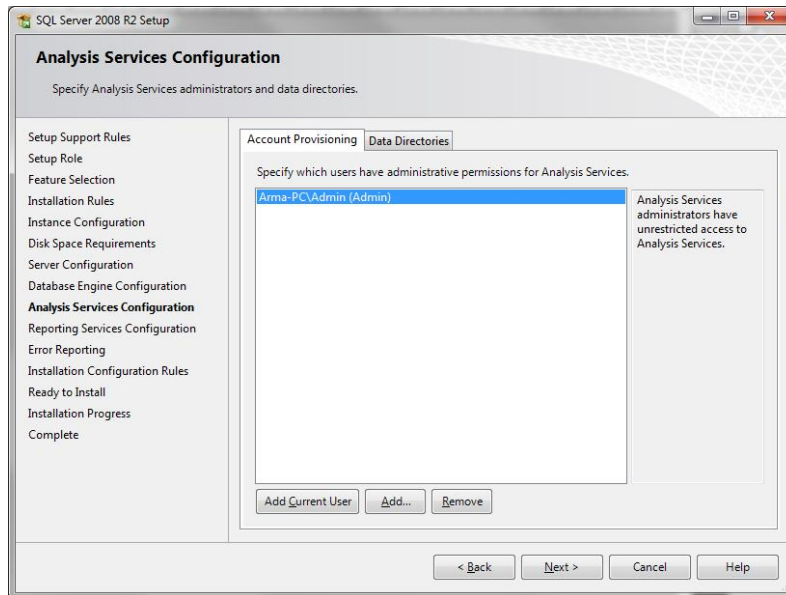 SQL Server 2008 R2 Setup
Analysis Services Configuration
Specify Analysis Services administrators and data directories.
Setup Support Rules
Setup Role
Feature Selection
Installation Rules
Instance Configuration
Disk Space Requirements
Server Configuration
Database Engine Configuration
Analysis Services Configuration
Reporting Services Configuration
Error Reporting
Installation Configuration Rules
Ready to Install
Installation Progress
Complete
Account Provisioning Data Directories
Specify which users have administrative permissions for Analysis Services.
Arma-PC\Admin (Admin)
Analysis Services
administrators have
unrestricted access to
Analysis Services.
Add Current User Add... Remove
< Back Next > Cancel Help